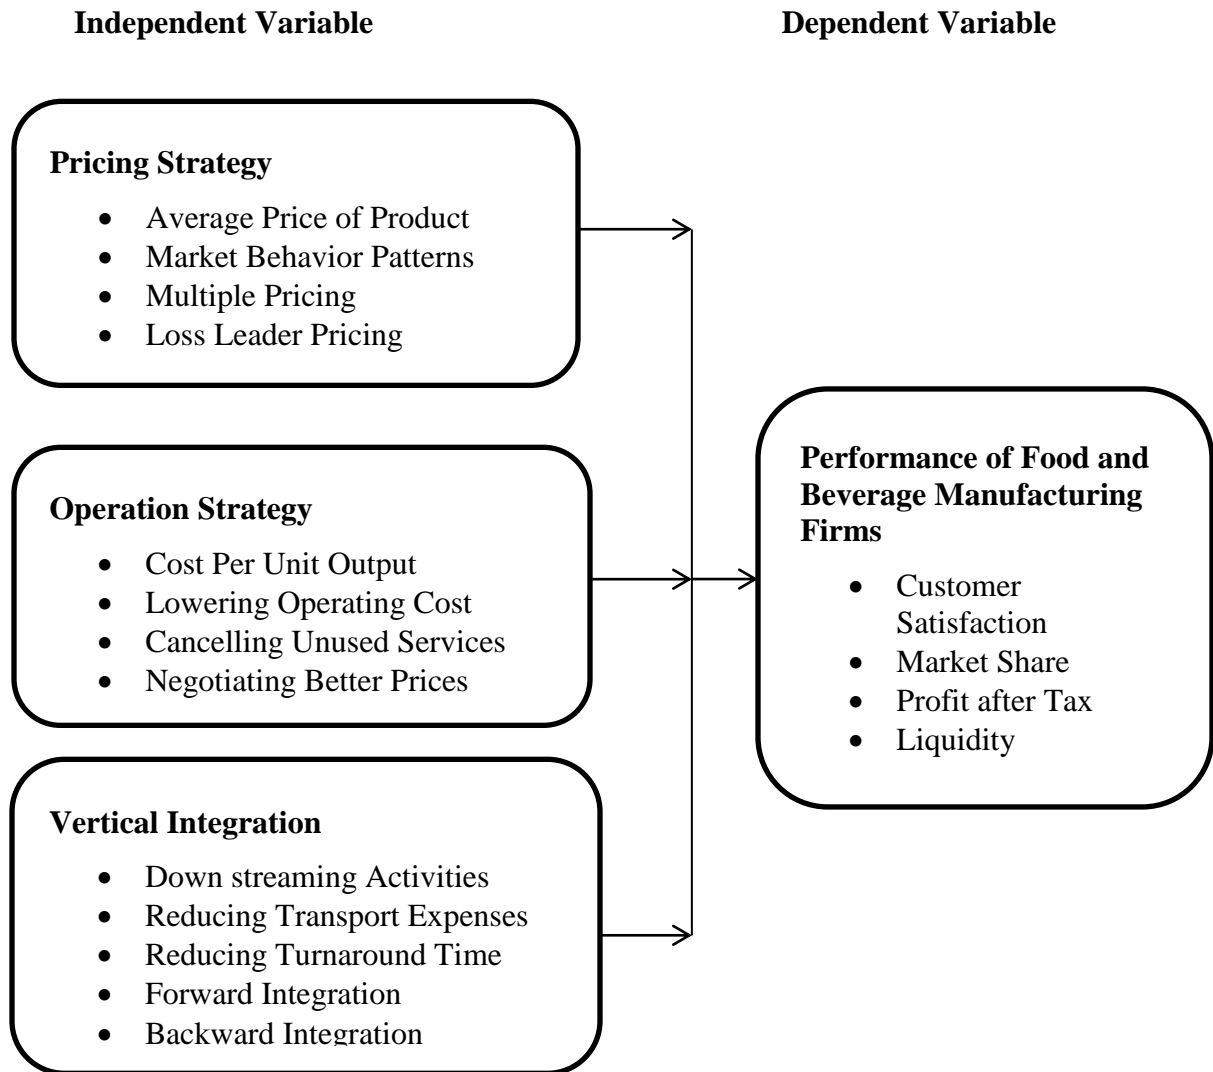 Independent Variable
Dependent Variable
Pricing Strategy
• Average Price of Product
• Market Behavior Patterns
• Multiple Pricing
• Loss Leader Pricing
Operation Strategy
• Cost Per Unit Output
• Lowering Operating Cost
• Cancelling Unused Services
• Negotiating Better Prices
Vertical Integration
• Down streaming Activities
• Reducing Transport Expenses
• Reducing Turnaround Time
• Forward Integration
• Backward Integration
Performance of Food and
Beverage Manufacturing
Firms
• Customer
Satisfaction
• Market Share
• Profit after Tax
• Liquidity